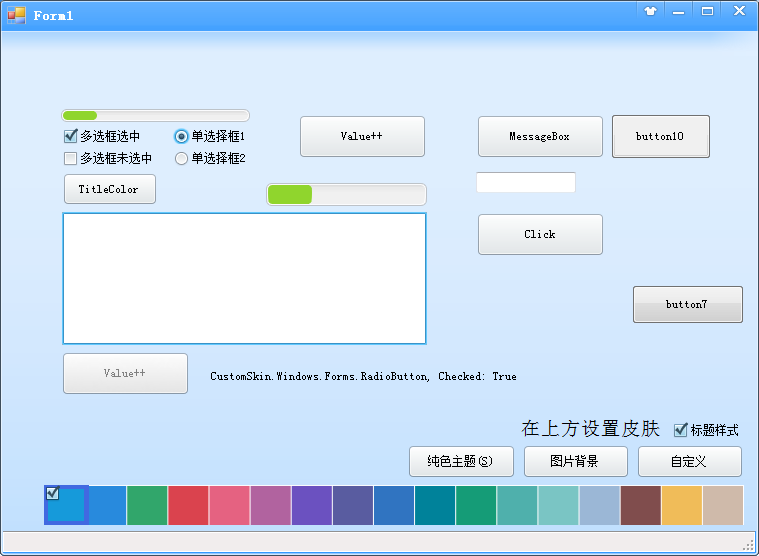 Form1
多选框选中
单选择框1
Value++
MessageBox
button10
多选框未选中
单选择框2
TitleColor
Click
button7
Value++
CustomSkin.Windows.Forms.RadioButton, Checked: True
在上方设置皮肤
标题样式
纯色主题(S)
图片背景
自定义